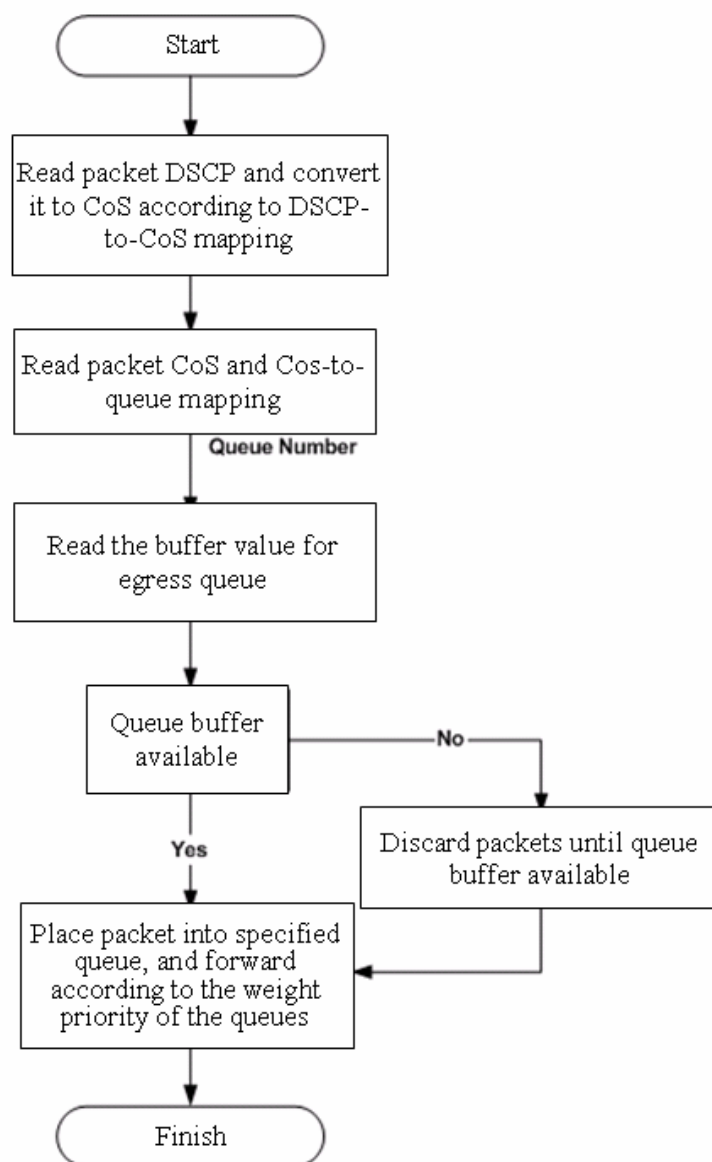 Start
Read packet DSCP and convert
it to CoS according to DSCP-
to-CoS mapping
Read packet CoS and Cos-to-
queue mapping
Queue Number
Read the buffer value for
egress queue
Queue buffer
available
No
Yes
Discard packets until queue
buffer available
Place packet into specified
queue, and forward
according to the weight
priority of the queues
Finish